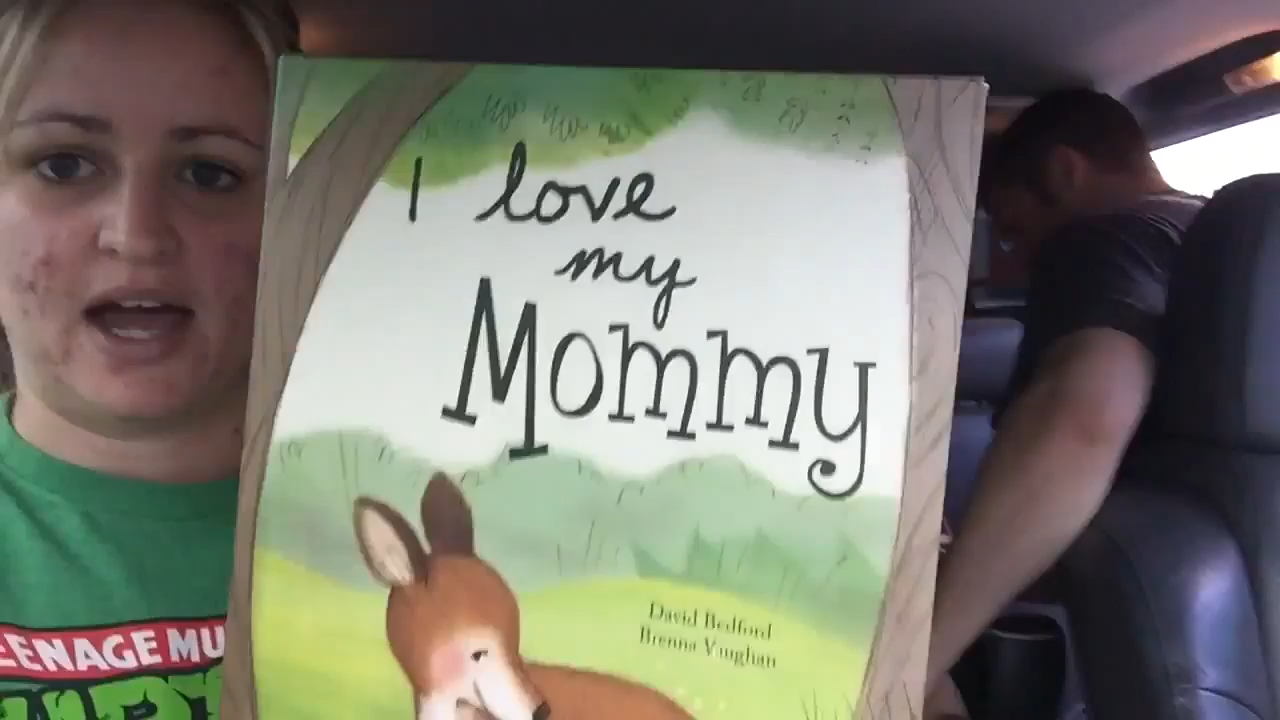 I love
my
Mommy
David Bedford
Brenna Vaughan
EENAGE MU